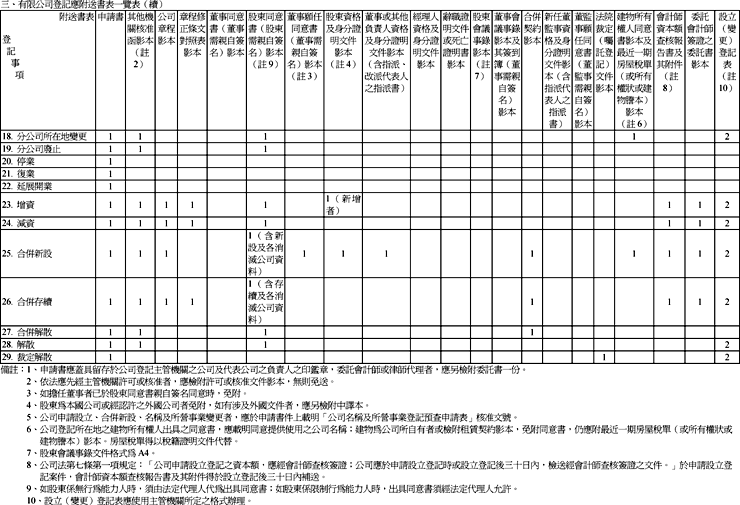 三、有限公司登記應附送書表一覽表（續）
附送書表
登記事項
申請書
其他機關核准函影本（註2）
公司章程影本
章程修正條文對照表影本
董事同意書（董事需親自簽名）影本
股東同意書（股東需親自簽名）影本（註9）
董事願任同意書（董事需親自簽名）影本（註3）
股東資格及身分證明文件影本（註4）
董事或其他負責人資格及身分證明文件影本（含指派、改派代表人之指派書）
經理人資格及身分證明文件影本
辭職證明文件或死亡證明書影本
股東會議事錄影本（註7）
董事會議事錄影本及其簽到簿（董事需親自簽名）影本
合併契約影本
新任董監事資格及身分證明文件影本（含指派代表人之指派書）
董監事願任同意書（董監事需親自簽名）影本
法院裁定（囑託登記）文件影本
建物所有權人同意書影本及最近一期房屋稅單（或所有權狀或建物謄本）影本（註6）
會計師資本額查核報告書及其附件（註8）
委託會計師簽證之委託書影本
設立（變更）登記表（註10）
18. 分公司所在地變更 1 1 1 1 2
19. 分公司廢止 1 1 1
20. 停業 1
21. 復業 1
22. 延展開業 1
23. 增資 1 1 1 1 1 1（新增者） 1 1 2
24. 減資 1 1 1 1 1 1 1 2
25. 合併新設 1 1 1 1（含新設及各消滅公司資料） 1 1 1 1 1 1 1 2
26. 合併存續 1 1 1 1 1（含存續及各消滅公司資料） 1 1 1 2
27. 合併解散 1 1 1 1
28. 解散 1 1 1 2
29. 裁定解散 1 2
備註：1、申請書應蓋具留存於公司登記主管機關之公司及代表公司之負責人之印鑑章，委託會計師或律師代理者，應另檢附委託書一份。
2、依法應先經主管機關許可或核准者，應檢附許可或核准文件影本，無則免送。
3、如擔任董事者已於股東同意書親自簽名同意時，免附。
4、股東為本國公司或經認許之外國公司者免附，如有涉及外國文件者，應另檢附中譯本。
5、公司申請設立、合併新設、名稱及所營事業變更者，應於申請書件上載明「公司名稱及所營事業登記預查申請表」核准文號。
6、公司所在地之建物所有權人出具之同意書，應載明同意提供使用之公司名稱；建物為公司所自有者或檢附租賃契約影本，免附同意書，仍應附最近一期房屋稅單（或所有權狀或
建物謄本）影本。房屋稅單得以稅籍證明文件代替。
7、股東會議事錄文件格式為A4。
8、公司法第七條第一項規定：「公司申請設立登記之資本額，應經會計師查核簽證；公司應於申請設立登記時或設立登記後三十日內，檢送經會計師查核簽證之文件。」於申請設立登
記案件，會計師資本額查核報告書及其附件得於設立登記後三十日內補送。
9、如股東係無行為能力人時，須由法定代理人代為出具同意書；如股東係限制行為能力人時，出具同意書須經法定代理人允許。
10、設立（變更）登記表應使用主管機關所定之格式辦理。